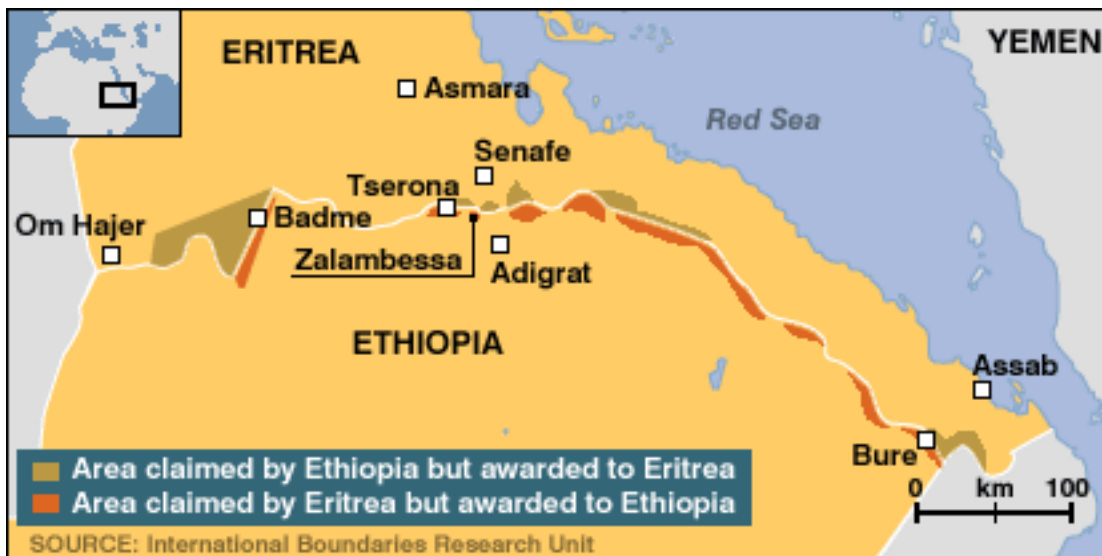 ERITREA
YEMEN
Asmara
Red Sea
Senafe
Tserona
Om Hajer
Badme
Zalambessa
Adigrat
ETHIOPIA
Assab
Bure
Area claimed by Ethiopia but awarded to Eritrea
Area claimed by Eritrea but awarded to Ethiopia
0 km 100
SOURCE: International Boundaries Research Unit